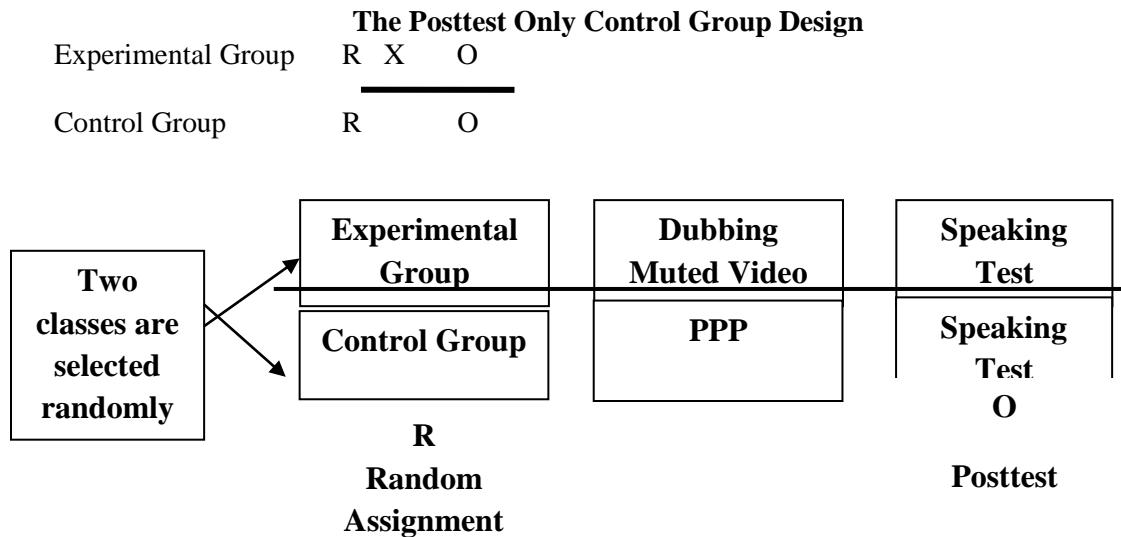 The Posttest Only Control Group Design
Experimental Group R X O
Control Group R O
Two
classes are
selected
randomly
Experimental
Group
Dubbing
Muted Video
Speaking
Test
Control Group
PPP
Speaking
Test
O
R
Random
Assignment
Posttest